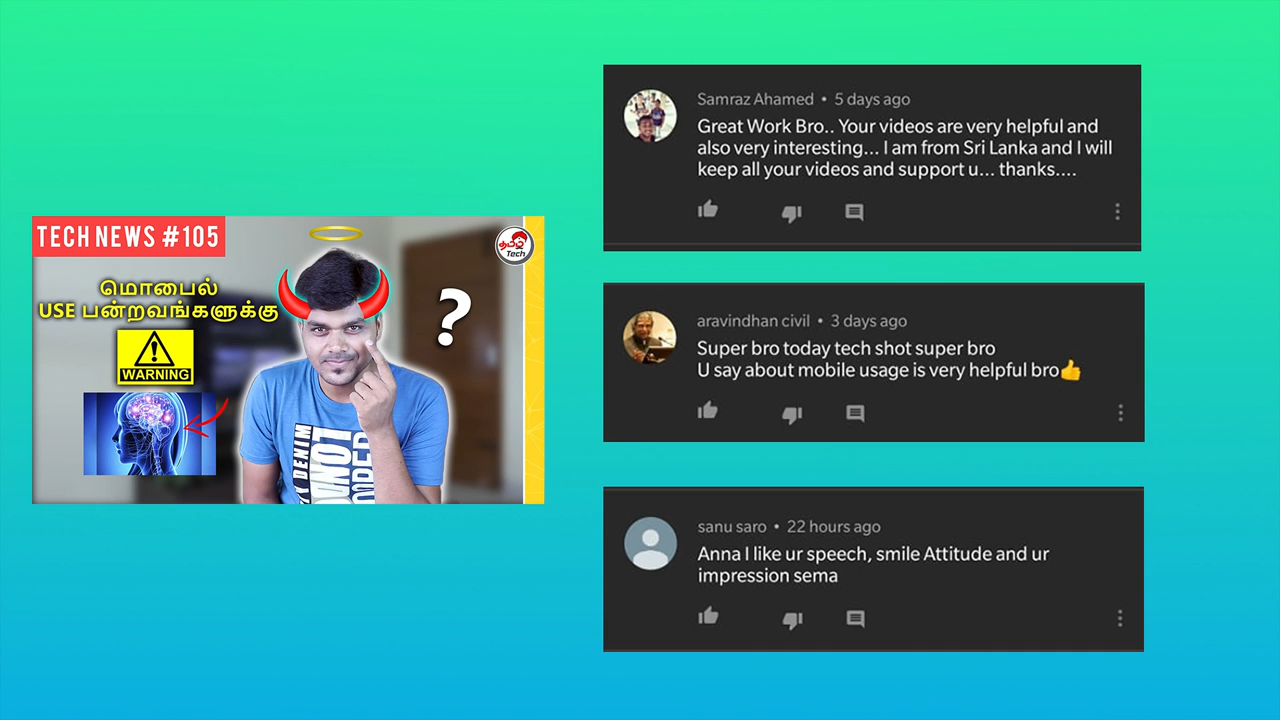 TECH NEWS #105
தமிழ்
Tech
மொபைல்
USE பன்றவங்களுக்கு
?
WARNING
Samraz Ahamed • 5 days ago
Great Work Bro.. Your videos are very helpful and
also very interesting... I am from Sri Lanka and I will
keep all your videos and support u... thanks....
aravindhan civil • 3 days ago
Super bro today tech shot super bro
U say about mobile usage is very helpful bro👍
sanu saro • 22 hours ago
Anna I like ur speech, smile Attitude and ur
impression sema